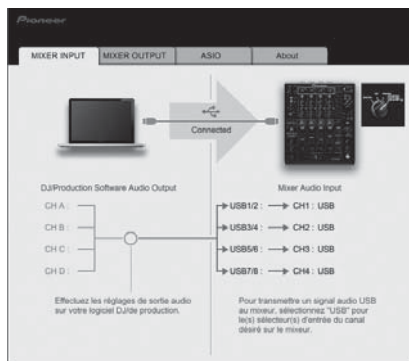 Pioneer
MIXER INPUT MIXER OUTPUT ASIO About
Connected
DJ/Production Software Audio Output
Mixer Audio Input
CH A :
CH B :
CH C :
CH D :
USB1/2 : CH1 : USB
USB3/4 : CH2 : USB
USB5/6 : CH3 : USB
USB7/8 : CH4 : USB
Effectuez les réglages de sortie audio
sur votre logiciel DJ/de production.
Pour transmettre un signal audio USB
au mixeur, sélectionnez "USB" pour
le(s) sélecteur(s) d'entrée du canal
désiré sur le mixeur.